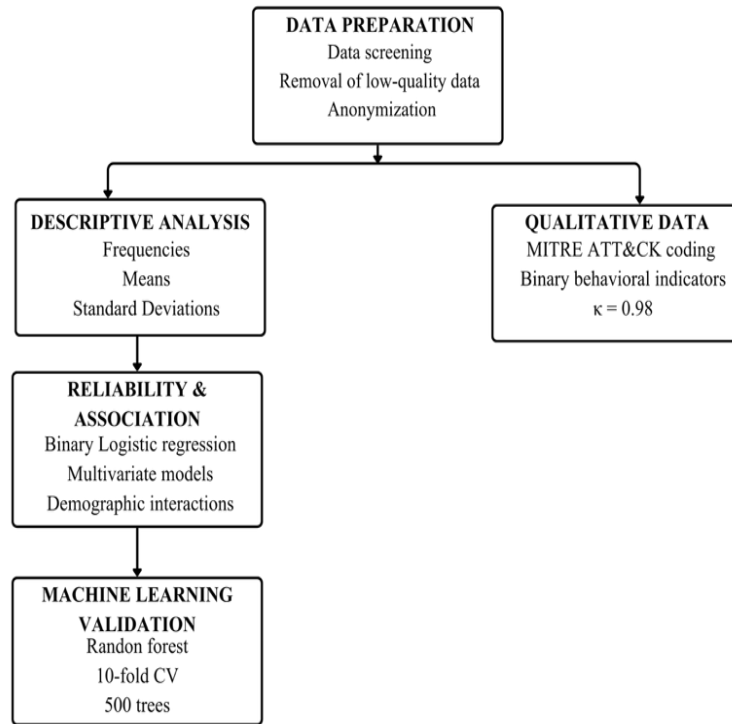 DATA PREPARATION
Data screening
Removal of low-quality data
Anonymization
DESCRIPTIVE ANALYSIS
Frequencies
Means
Standard Deviations
QUALITATIVE DATA
MITRE ATT&CK coding
Binary behavioral indicators
κ = 0.98
RELIABILITY &
ASSOCIATION
Binary Logistic regression
Multivariate models
Demographic interactions
MACHINE LEARNING
VALIDATION
Randon forest
10-fold CV
500 trees